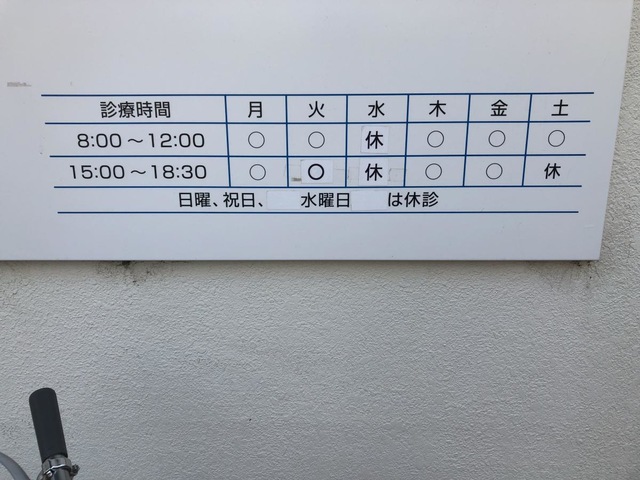 診療時間 月 火 水 木 金 土
8:00～12:00 ○ ○ 休 ○ ○ ○
15:00～18:30 ○ ○ 休 ○ ○ 休
日曜、祝日、 水曜日 は休診